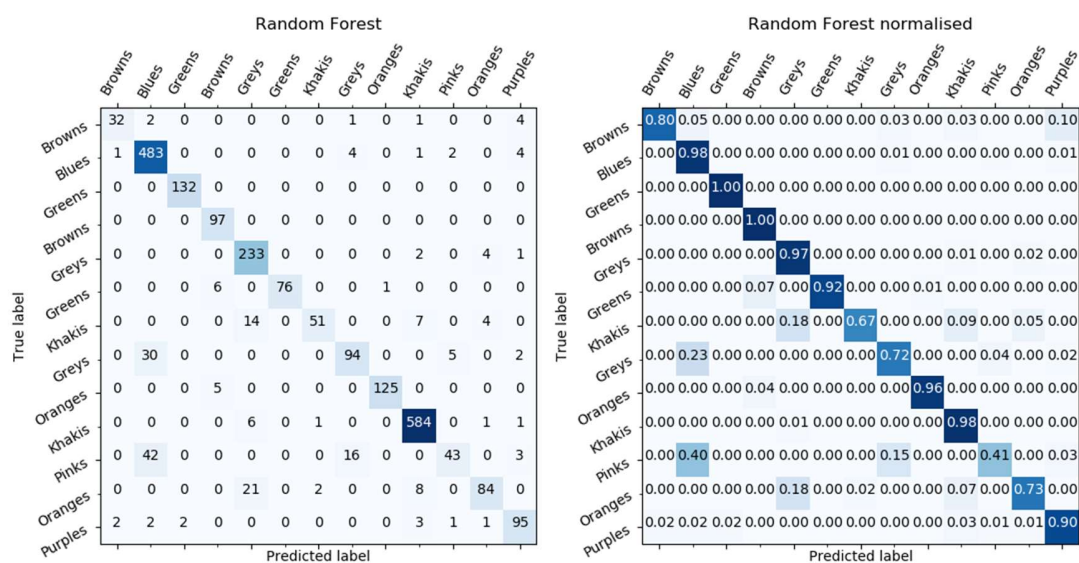 Random Forest
Browns Blues Greens Browns Greys Greens Khakis Greys Oranges Khakis Pinks Oranges Purples
Browns 32 2 0 0 0 0 0 1 0 1 0 0 4
Blues 1 483 0 0 0 0 0 4 0 1 2 0 4
Greens 0 0 132 0 0 0 0 0 0 0 0 0 0
Browns 0 0 0 97 0 0 0 0 0 0 0 0 0
Greys 0 0 0 0 233 0 0 0 0 2 0 4 1
Greens 0 0 0 6 0 76 0 0 1 0 0 0 0
Khakis 0 0 0 0 14 0 51 0 0 7 0 4 0
Greys 0 30 0 0 0 0 0 94 0 0 5 0 2
Oranges 0 0 0 5 0 0 0 0 125 0 0 0 0
Khakis 0 0 0 0 6 0 1 0 0 584 0 1 1
Pinks 0 42 0 0 0 0 0 16 0 0 43 0 3
Oranges 0 0 0 0 21 0 2 0 0 8 0 84 0
Purples 2 2 2 0 0 0 0 0 0 3 1 1 95
True label
Predicted label
Random Forest normalised
Browns Blues Greens Browns Greys Greens Khakis Greys Oranges Khakis Pinks Oranges Purples
Browns 0.80 0.05 0.00 0.00 0.00 0.00 0.00 0.03 0.00 0.03 0.00 0.00 0.10
Blues 0.00 0.98 0.00 0.00 0.00 0.00 0.00 0.01 0.00 0.00 0.00 0.00 0.01
Greens 0.00 0.00 1.00 0.00 0.00 0.00 0.00 0.00 0.00 0.00 0.00 0.00 0.00
Browns 0.00 0.00 0.00 1.00 0.00 0.00 0.00 0.00 0.00 0.00 0.00 0.00 0.00
Greys 0.00 0.00 0.00 0.00 0.97 0.00 0.00 0.00 0.00 0.01 0.00 0.02 0.00
Greens 0.00 0.00 0.00 0.07 0.00 0.92 0.00 0.00 0.01 0.00 0.00 0.00 0.00
Khakis 0.00 0.00 0.00 0.00 0.18 0.00 0.67 0.00 0.00 0.09 0.00 0.05 0.00
Greys 0.00 0.23 0.00 0.00 0.00 0.00 0.00 0.72 0.00 0.00 0.04 0.00 0.02
Oranges 0.00 0.00 0.00 0.04 0.00 0.00 0.00 0.00 0.96 0.00 0.00 0.00 0.00
Khakis 0.00 0.00 0.00 0.00 0.01 0.00 0.00 0.00 0.00 0.98 0.00 0.00 0.00
Pinks 0.00 0.40 0.00 0.00 0.00 0.00 0.00 0.15 0.00 0.00 0.41 0.00 0.03
Oranges 0.00 0.00 0.00 0.00 0.18 0.00 0.02 0.00 0.00 0.07 0.00 0.73 0.00
Purples 0.02 0.02 0.02 0.00 0.00 0.00 0.00 0.00 0.00 0.03 0.01 0.01 0.90
True label
Predicted label